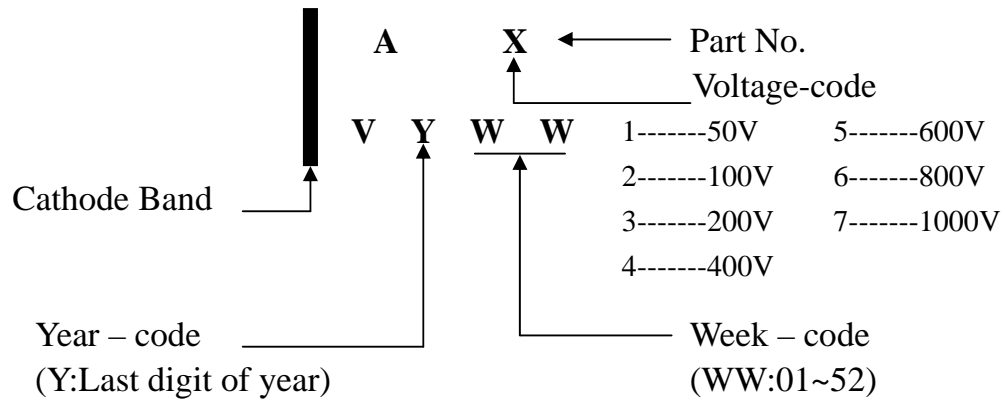 A X Part No.
Voltage-code
V Y W W
1-------50V 5-------600V
2-------100V 6-------800V
3-------200V 7-------1000V
4-------400V
Cathode Band
Year – code
(Y:Last digit of year)
Week – code
(WW:01~52)